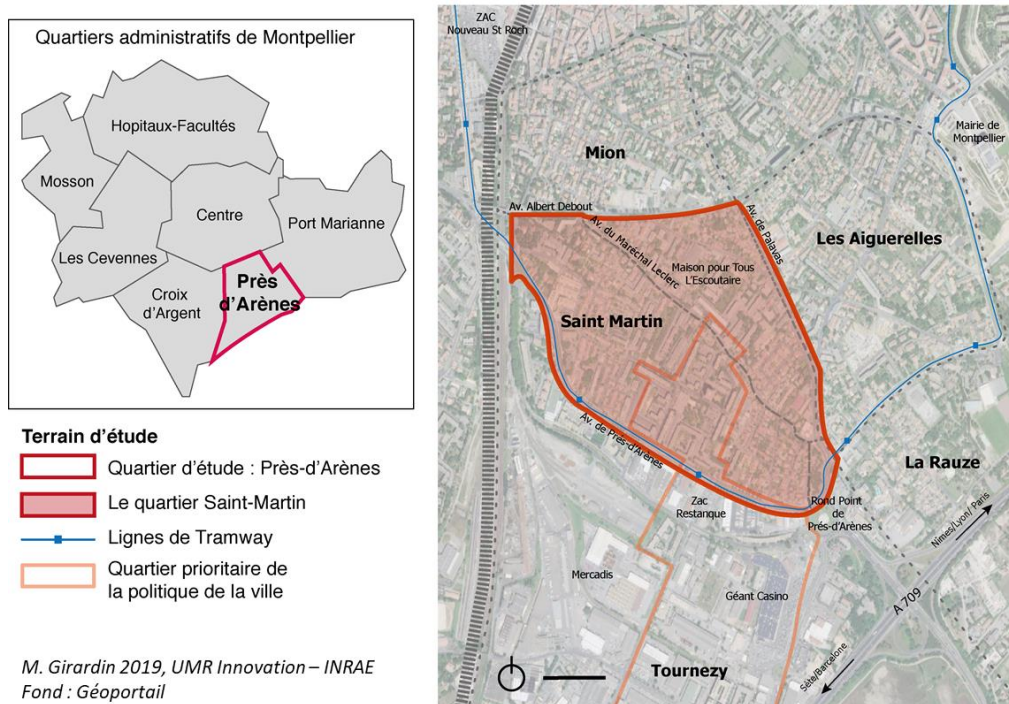 Quartiers administratifs de Montpellier
Hopitaux-Facultés
Mosson
Centre
Port Marianne
Les Cevennes
Près
d'Arènes
Croix
d'Argent
Terrain d'étude
Quartier d'étude : Près-d'Arènes
Le quartier Saint-Martin
Lignes de Tramway
Quartier prioritaire de
la politique de la ville
M. Girardin 2019, UMR Innovation – INRAE
Fond : Géoportail
ZAC
Nouveau St Roch
Mairie de
Montpellier
Mion
Av. Albert Debout
Av. de Palavas
Av. du Maréchal Leclerc
Les Aiguerelles
Maison pour Tous
L'Escoutaire
Saint Martin
Av. de Prés-d'Arènes
La Rauze
Zac
Restanque
Rond Point
de
Prés-d'Arènes
Nîmes/Lyon/ Paris
Mercadis
Géant Casino
A 709
Tournezy
Sète/Barcelone